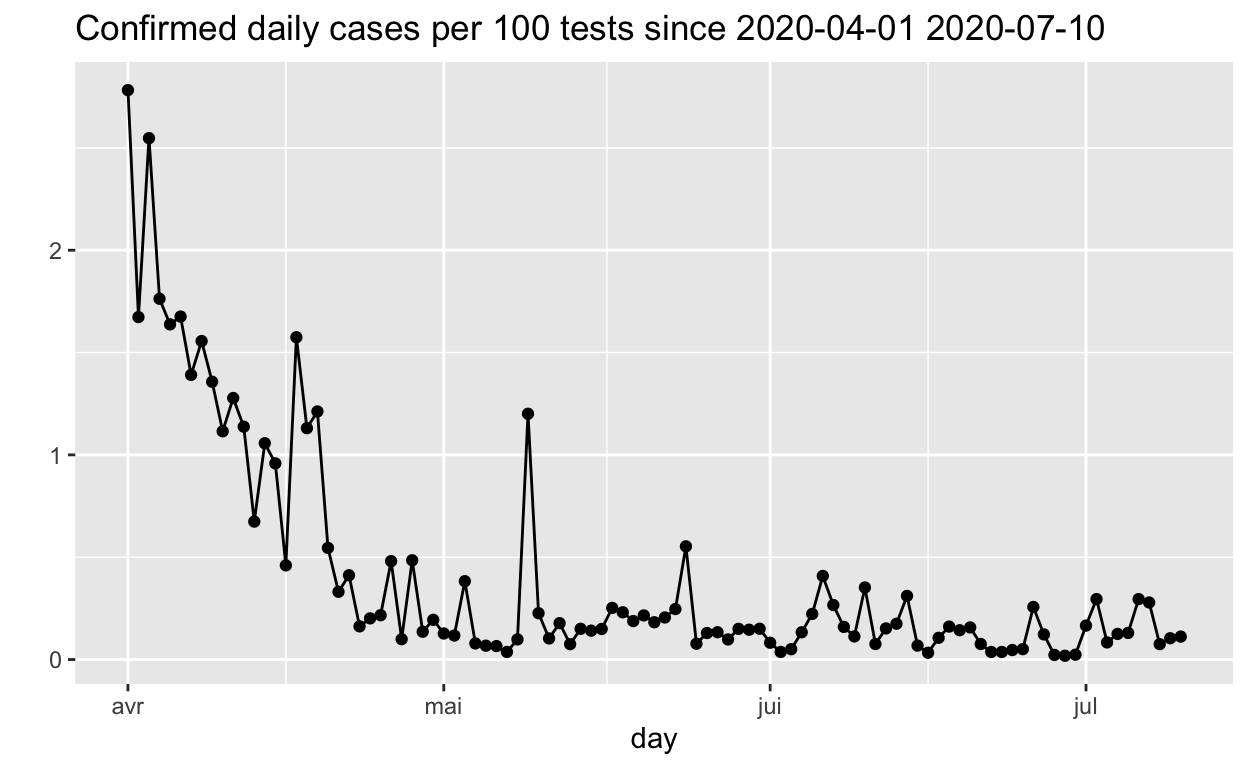 Confirmed daily cases per 100 tests since 2020-04-01 2020-07-10
2
1
0
avr mai jui jul
day